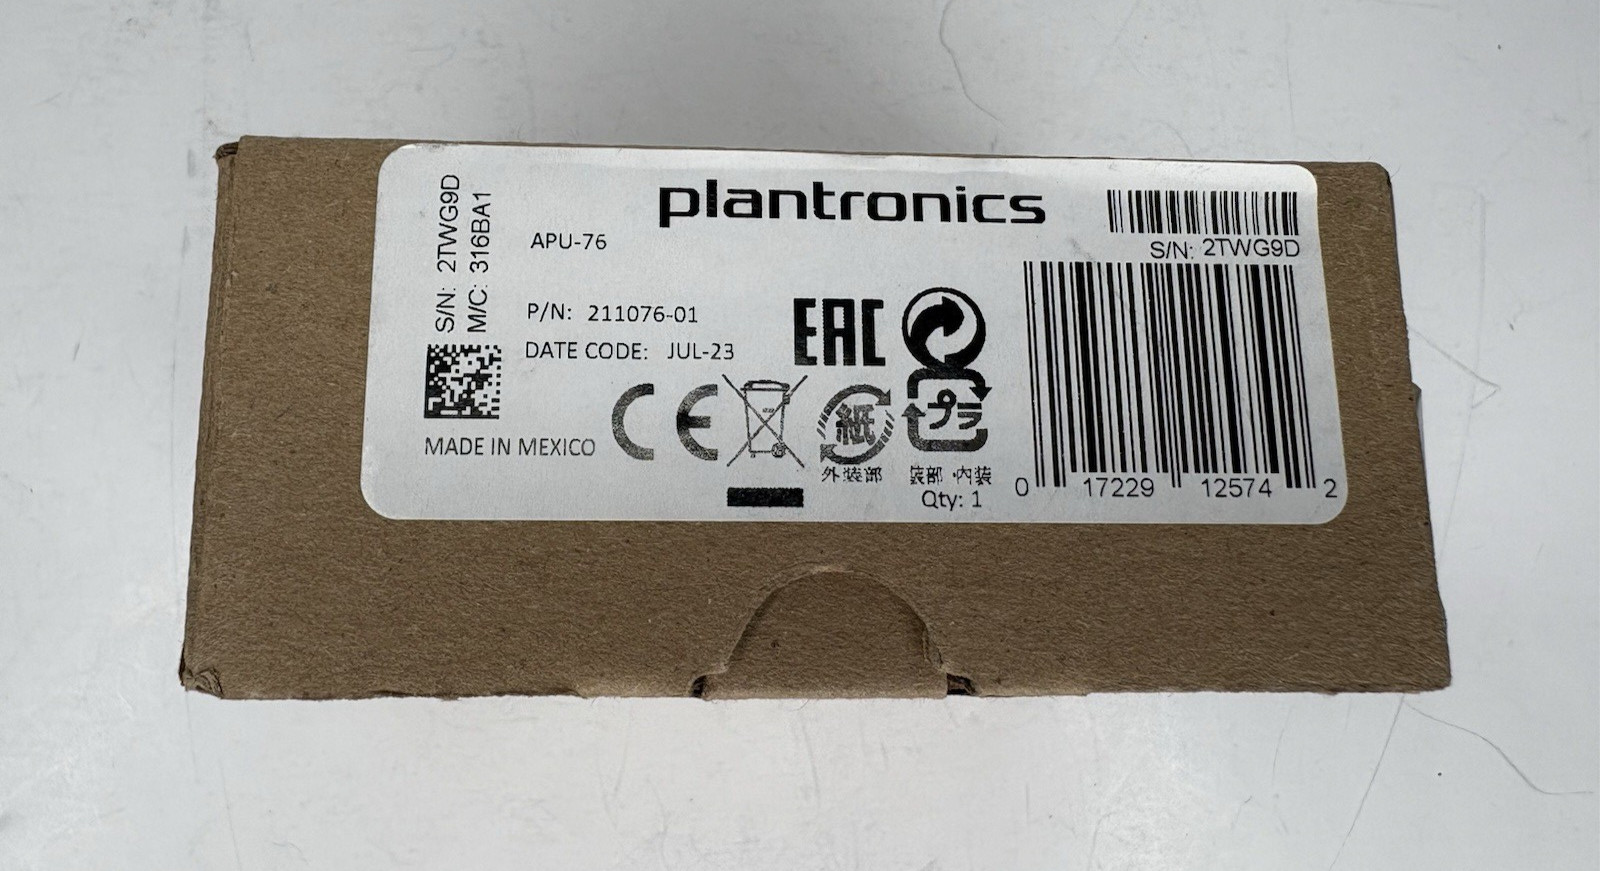 plantronics
S/N: 2TWG9D
M/C: 316BA1
APU-76
S/N: 2TWG9D
P/N: 211076-01
DATE CODE: JUL-23
EAC
CE
紙
プラ
MADE IN MEXICO
外装部
装部・内装
Qty: 1
0 17229 12574 2